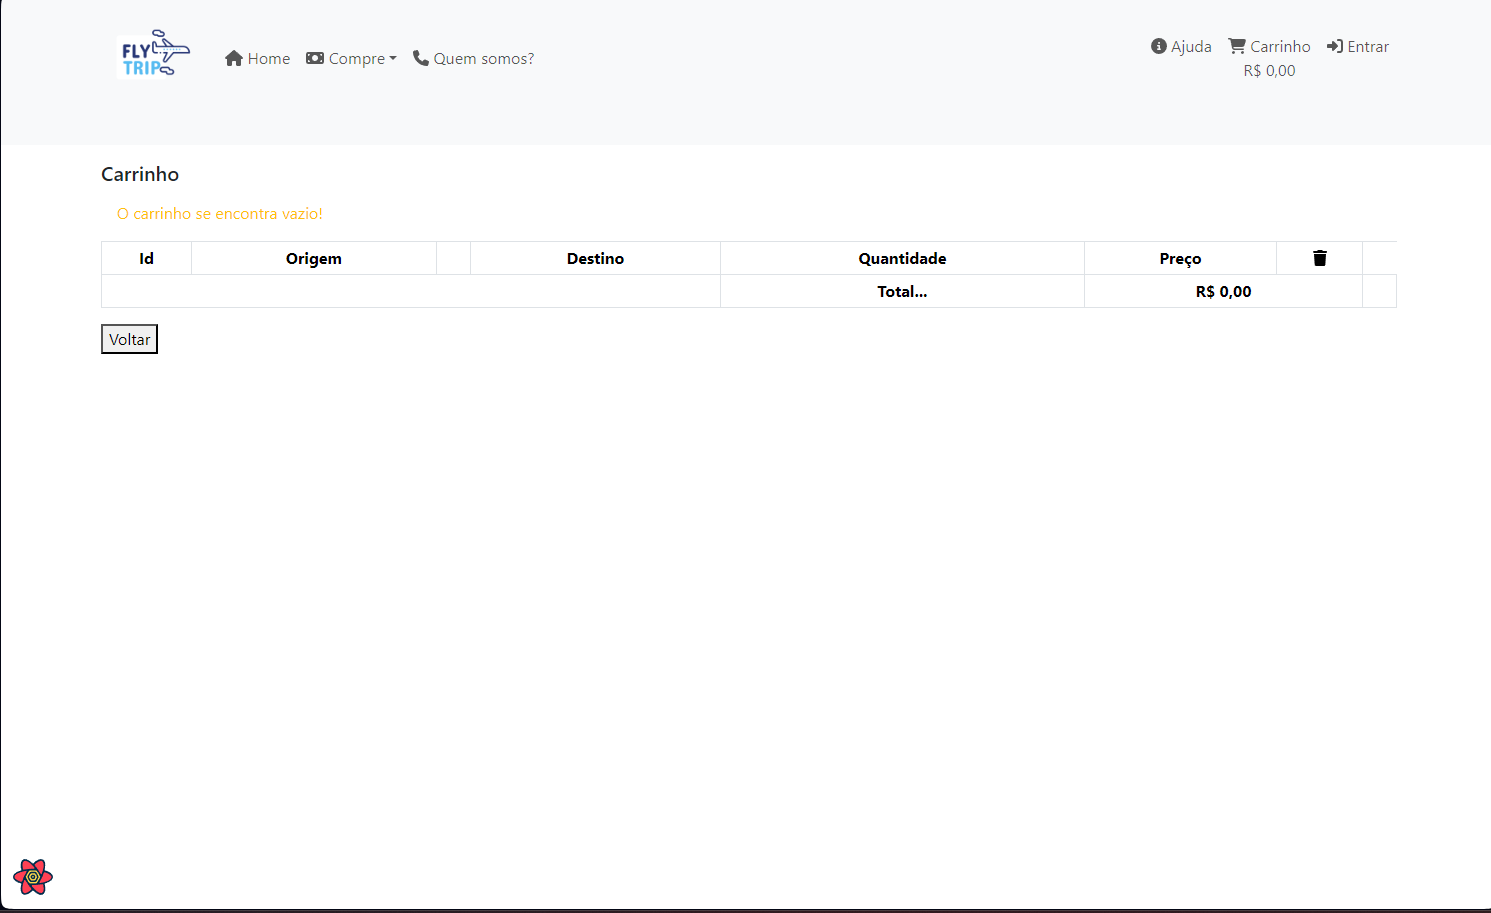 FLY
TRIP
Home Compre Quem somos?
Ajuda Carrinho Entrar
R$ 0,00
Carrinho
O carrinho se encontra vazio!
Id Origem Destino Quantidade Preço
Total... R$ 0,00
Voltar